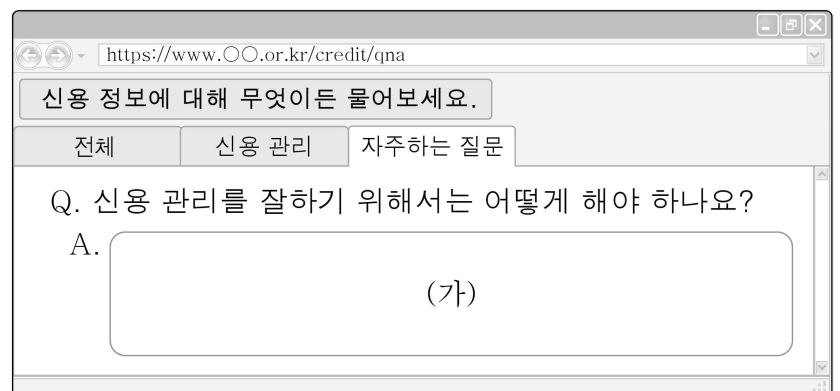 https://www.○○.or.kr/credit/qna
신용 정보에 대해 무엇이든 물어보세요.
전체 신용 관리 자주하는 질문
Q. 신용 관리를 잘하기 위해서는 어떻게 해야 하나요?
A.
(가)